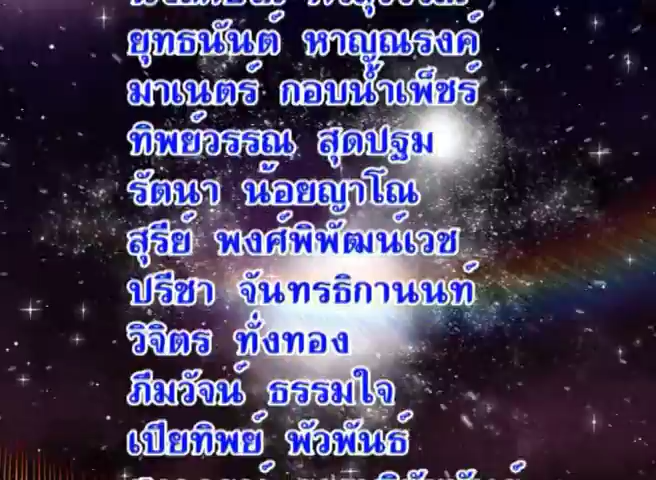 ยุทธนันต์ หาญณรงค์
มาเนตร์ กอบน้ำเพ็ชร์
ทิพย์วรรณ สุดปฐม
รัตนา น้อยญาโณ
สุรีย์ พงศ์พิพัฒน์เวช
ปรีชา จันทรธิกานนท์
วิจิตร ทั่งทอง
ภีมวัจน์ ธรรมใจ
เปียทิพย์ พัวพันธ์